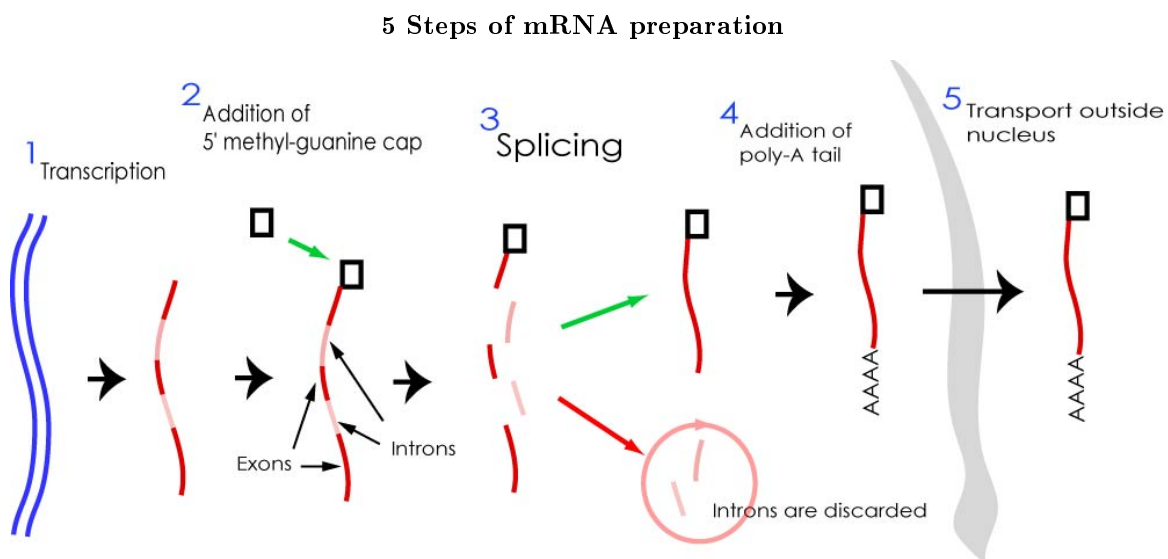 5 Steps of mRNA preparation
1 Transcription
2 Addition of
5' methyl-guanine cap
3 Splicing
4 Addition of
poly-A tail
5 Transport outside
nucleus
Exons
Introns
AAAA
AAAA
Introns are discarded